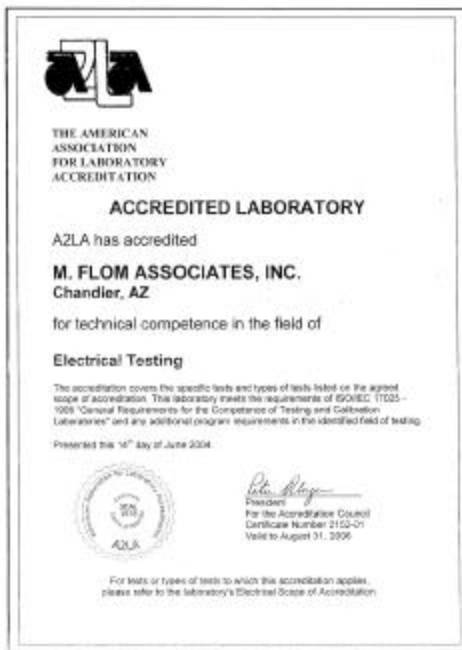 A2LA
THE AMERICAN
ASSOCIATION
FOR LABORATORY
ACCREDITATION
ACCREDITED LABORATORY
A2LA has accredited
M. FLOM ASSOCIATES, INC.
Chandler, AZ
for technical competence in the field of
Electrical Testing
The accreditation covers the specific tests and types of tests listed on the agreed
scope of accreditation. This laboratory meets the requirements of ISO/IEC 17025 -
1999 "General Requirements for the Competence of Testing and Calibration
Laboratories" and any additional program requirements in the identified field of testing.
Presented this 14th day of June 2004.
SEAL
A2LA
President
For the Accreditation Council
Certificate Number 2152-01
Valid to August 31, 2006
For tests or types of tests to which this accreditation applies,
please refer to the laboratory's Electrical Scope of Accreditation